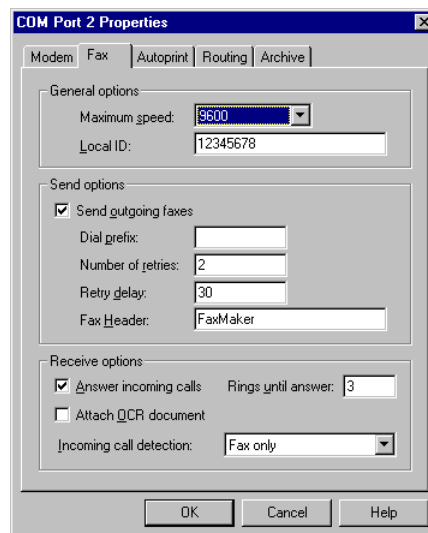 COM Port 2 Properties
Modem Fax Autoprint Routing Archive
General options
Maximum speed: 9600
Local ID: 12345678
Send options
Send outgoing faxes
Dial prefix:
Number of retries: 2
Retry delay: 30
Fax Header: FaxMaker
Receive options
Answer incoming calls Rings until answer: 3
Attach OCR document
Incoming call detection: Fax only
OK Cancel Help